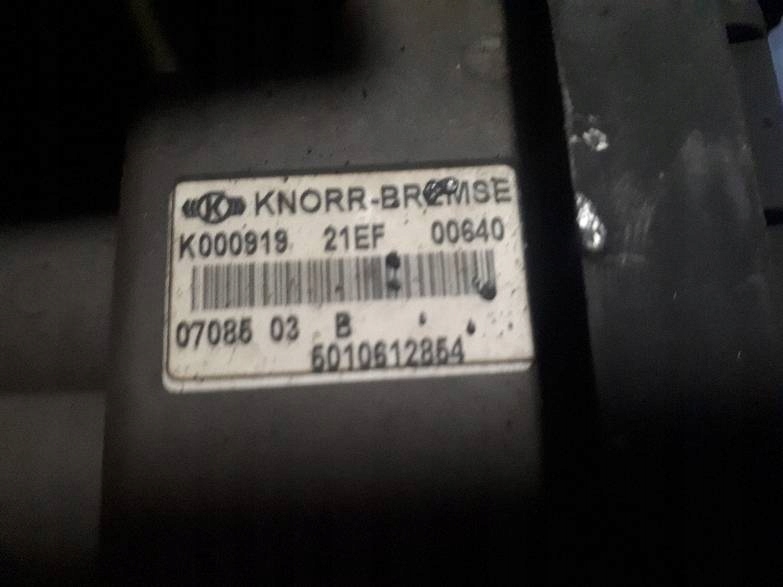 K KNORR-BREMSE
K000919 21EF 00640
07085 03 B
5010612854